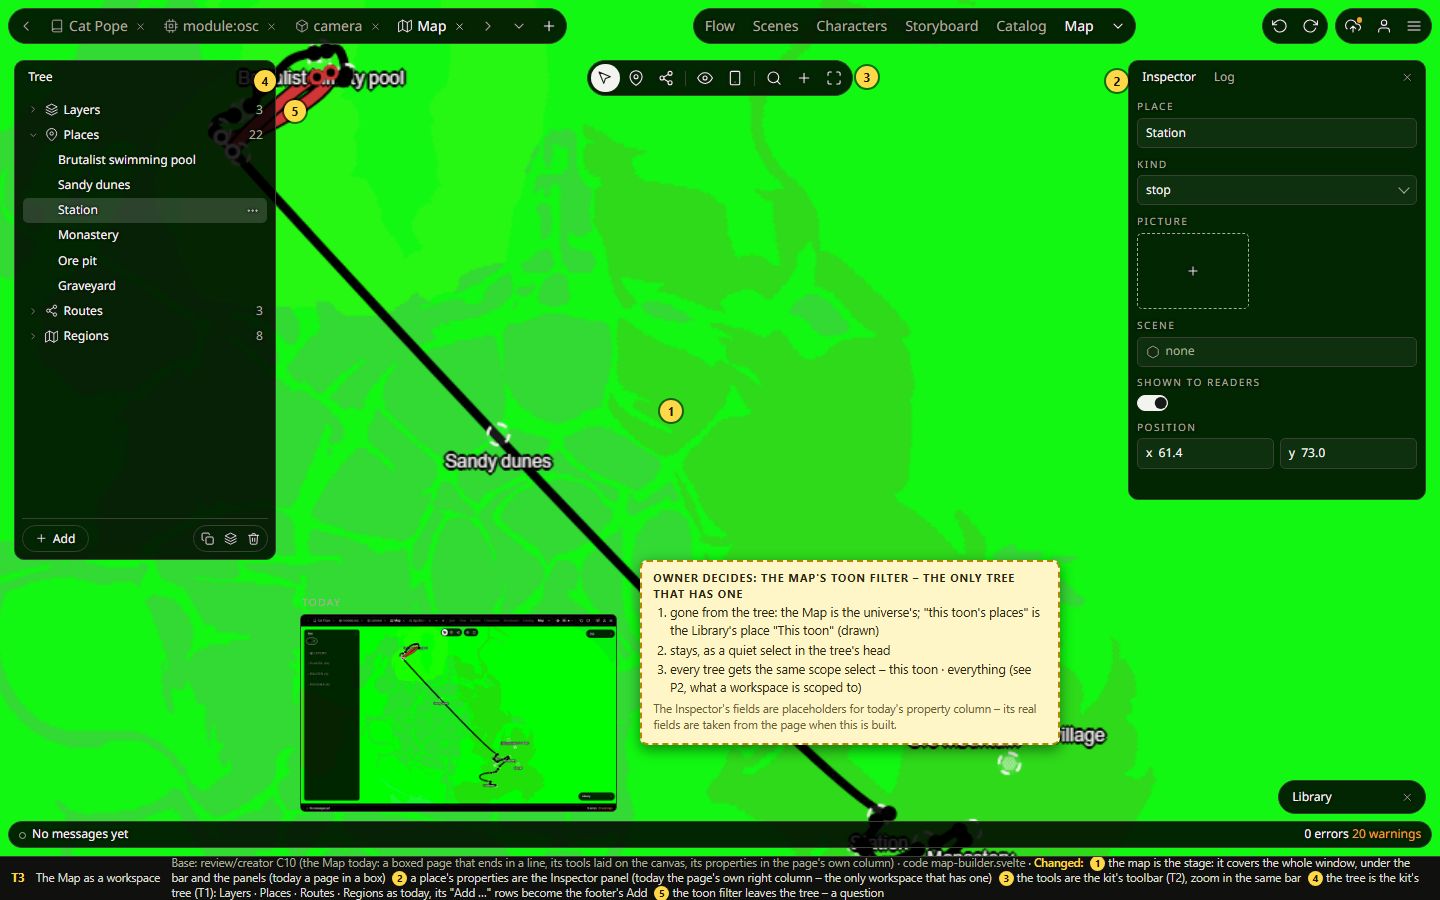 Cat Pope
module:osc
camera
Map
Flow
Scenes
Characters
Storyboard
Catalog
Map
Tree
4
ulist
ty pool
Layers 3
5
Places 22
Brutalist swimming pool
Sandy dunes
Station
Monastery
Ore pit
Graveyard
Routes 3
Regions 8
Add
3
2
Inspector
Log
PLACE
Station
KIND
stop
PICTURE
SCENE
none
SHOWN TO READERS
POSITION
x 61.4
y 73.0
1
Sandy dunes
OWNER DECIDES: THE MAP'S TOON FILTER – THE ONLY TREE
THAT HAS ONE
1. gone from the tree: the Map is the universe's; "this toon's places" is
the Library's place "This toon" (drawn)
2. stays, as a quiet select in the tree's head
3. every tree gets the same scope select – this toon · everything (see
P2, what a workspace is scoped to)
The Inspector's fields are placeholders for today's property column – its real
fields are taken from the page when this is built.
TODAY
illage
Station
Monastery
Library
No messages yet
0 errors 20 warnings
T3 The Map as a workspace
Base: review/creator C10 (the Map today: a boxed page that ends in a line, its tools laid on the canvas, its properties in the page's own column) · code map-builder.svelte · Changed: 1 the map is the stage: it covers the whole window, under the
bar and the panels (today a page in a box) 2 a place's properties are the Inspector panel (today the page's own right column – the only workspace that has one) 3 the tools are the kit's toolbar (T2), zoom in the same bar 4 the tree is the kit's
tree (T1): Layers · Places · Routes · Regions as today, its "Add ..." rows become the footer's Add 5 the toon filter leaves the tree – a question